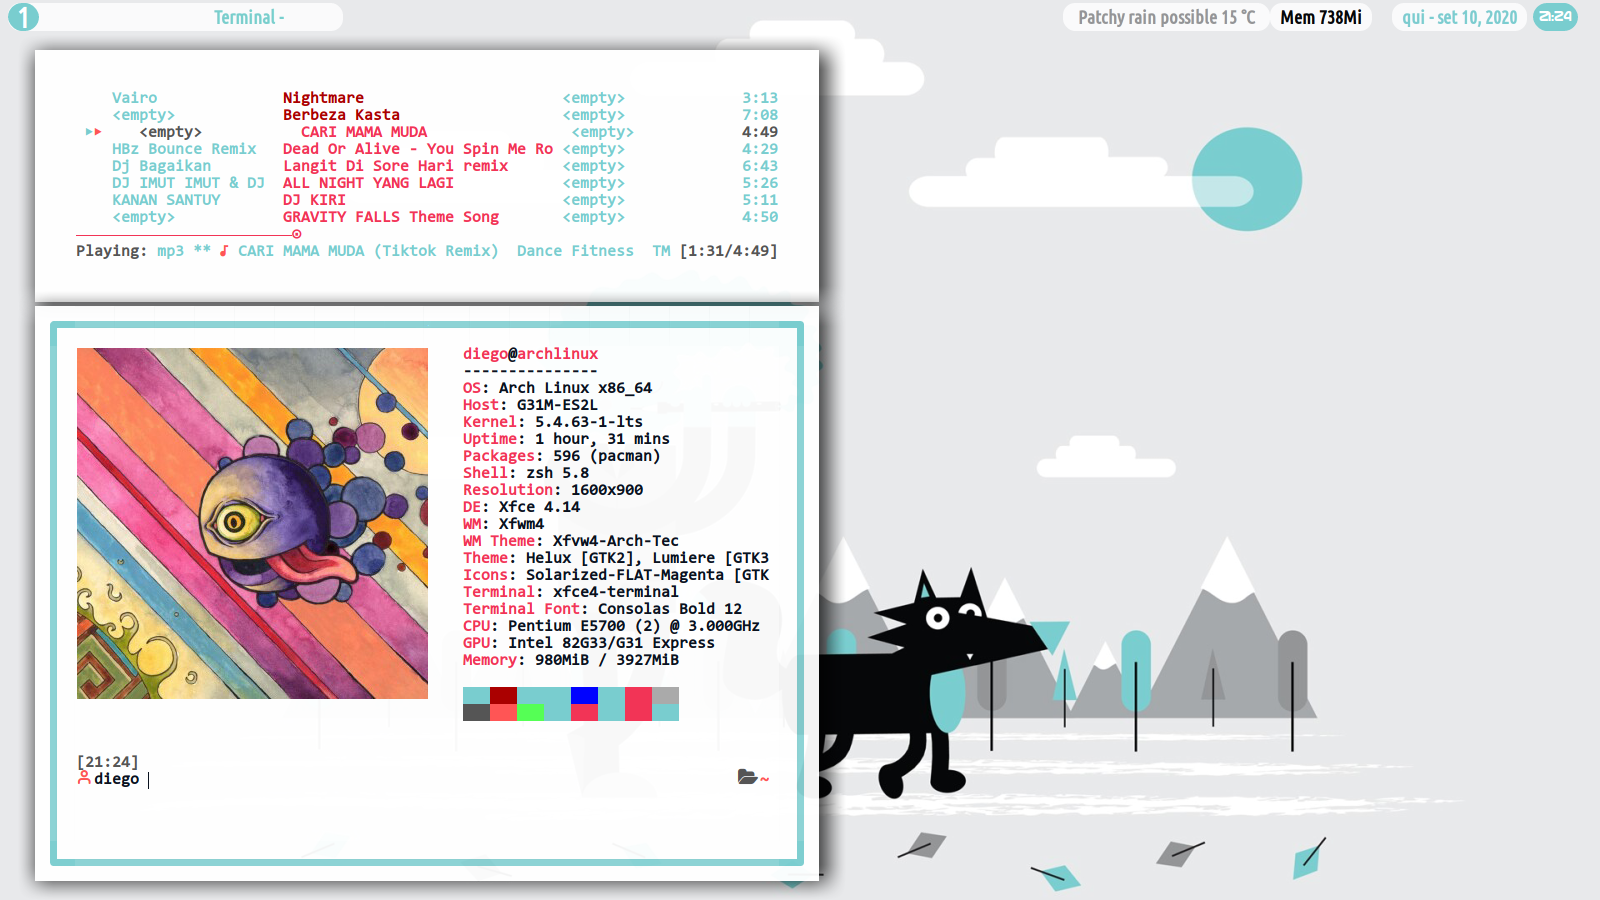 1 Terminal - Patchy rain possible 15 °C Mem 738Mi qui - set 10, 2020 21:24
Vairo Nightmare <empty> 3:13
<empty> Berbeza Kasta <empty> 7:08
<empty> CARI MAMA MUDA <empty> 4:49
HBz Bounce Remix Dead Or Alive - You Spin Me Ro <empty> 4:29
Dj Bagaikan Langit Di Sore Hari remix <empty> 6:43
DJ IMUT IMUT & DJ ALL NIGHT YANG LAGI <empty> 5:26
KANAN SANTUY DJ KIRI <empty> 5:11
<empty> GRAVITY FALLS Theme Song <empty> 4:50
Playing: mp3 ** ♪ CARI MAMA MUDA (Tiktok Remix) Dance Fitness TM [1:31/4:49]
diego@archlinux
---------------
OS: Arch Linux x86_64
Host: G31M-ES2L
Kernel: 5.4.63-1-lts
Uptime: 1 hour, 31 mins
Packages: 596 (pacman)
Shell: zsh 5.8
Resolution: 1600x900
DE: Xfce 4.14
WM: Xfwm4
WM Theme: Xfvw4-Arch-Tec
Theme: Helux [GTK2], Lumiere [GTK3
Icons: Solarized-FLAT-Magenta [GTK
Terminal: xfce4-terminal
Terminal Font: Consolas Bold 12
CPU: Pentium E5700 (2) @ 3.000GHz
GPU: Intel 82G33/G31 Express
Memory: 980MiB / 3927MiB
[21:24]
diego ~